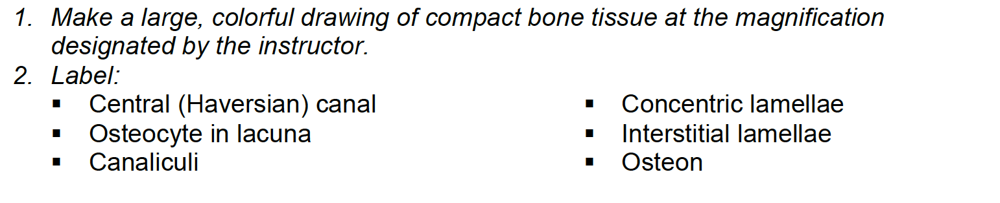 1. Make a large, colorful drawing of compact bone tissue at the magnification
designated by the instructor.
2. Label:
▪ Central (Haversian) canal
▪ Osteocyte in lacuna
▪ Canaliculi
▪ Concentric lamellae
▪ Interstitial lamellae
▪ Osteon